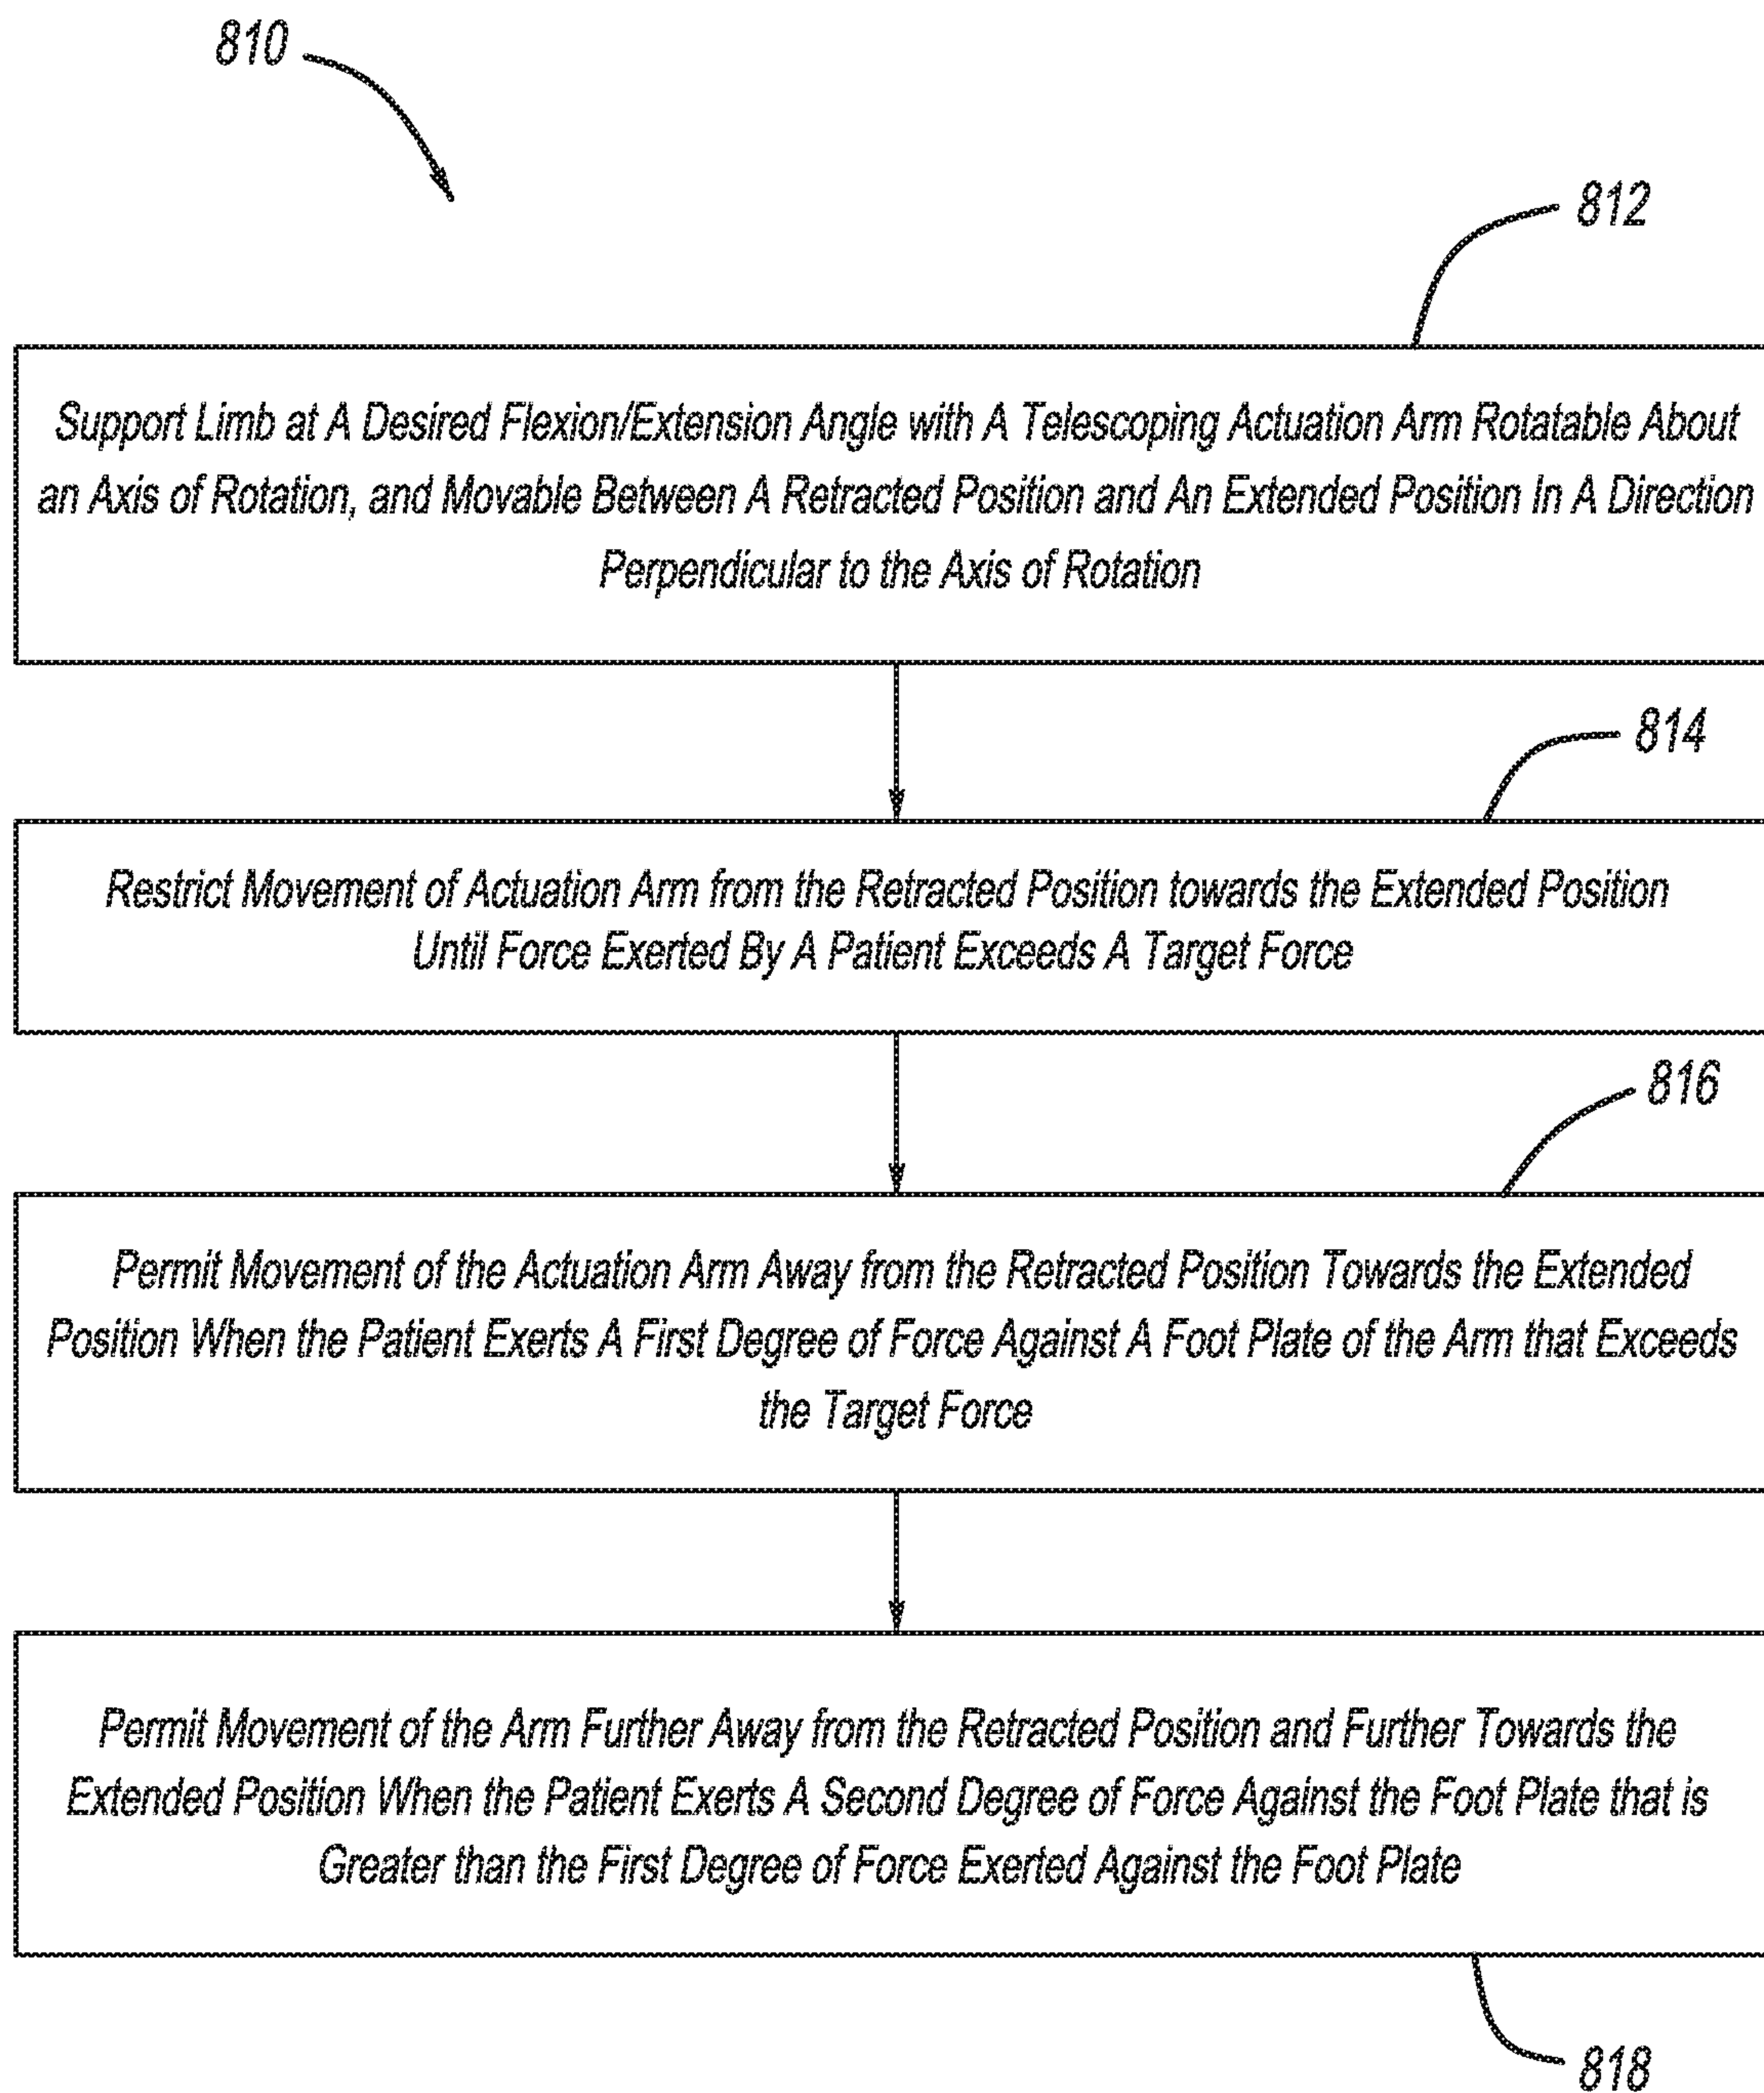 810
812
Support Limb at A Desired Flexion/Extension Angle with A Telescoping Actuation Arm Rotatable About
an Axis of Rotation, and Movable Between A Retracted Position and An Extended Position In A Direction
Perpendicular to the Axis of Rotation
814
Restrict Movement of Actuation Arm from the Retracted Position towards the Extended Position
Until Force Exerted By A Patient Exceeds A Target Force
816
Permit Movement of the Actuation Arm Away from the Retracted Position Towards the Extended
Position When the Patient Exerts A First Degree of Force Against A Foot Plate of the Arm that Exceeds
the Target Force
Permit Movement of the Arm Further Away from the Retracted Position and Further Towards the
Extended Position When the Patient Exerts A Second Degree of Force Against the Foot Plate that is
Greater than the First Degree of Force Exerted Against the Foot Plate
818